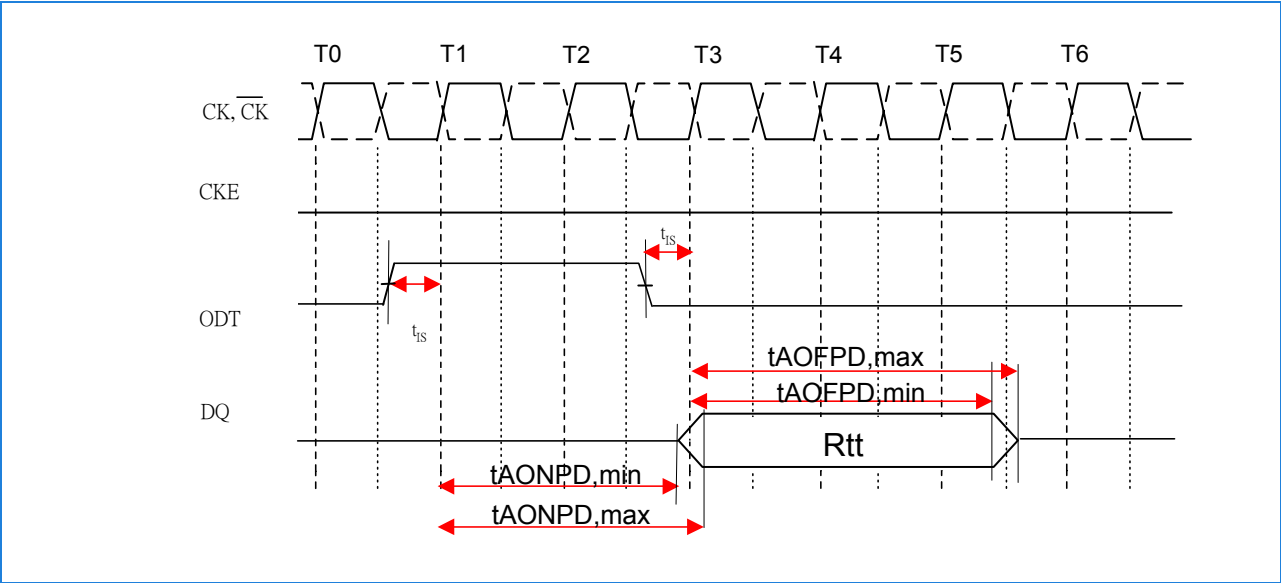 T0 T1 T2 T3 T4 T5 T6
CK, C̅K̅
CKE
tIS
ODT
tIS
tAOFPD,max
tAOFPD,min
DQ
Rtt
tAONPD,min
tAONPD,max